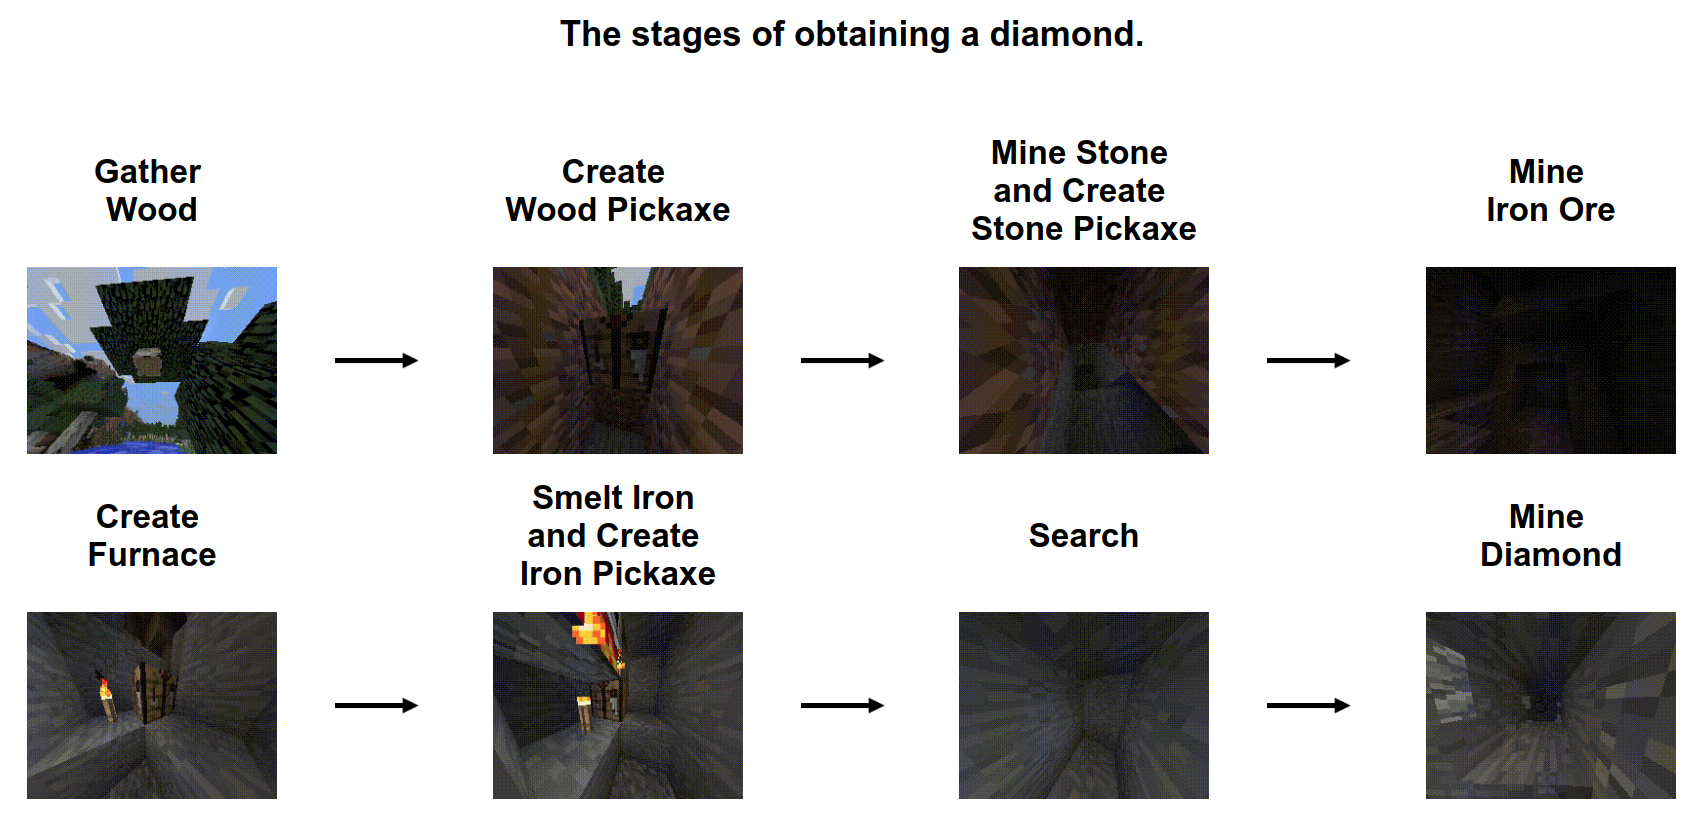 The stages of obtaining a diamond.
Gather
Wood
Create
Wood Pickaxe
Mine Stone
and Create
Stone Pickaxe
Mine
Iron Ore
Create
Furnace
Smelt Iron
and Create
Iron Pickaxe
Search
Mine
Diamond